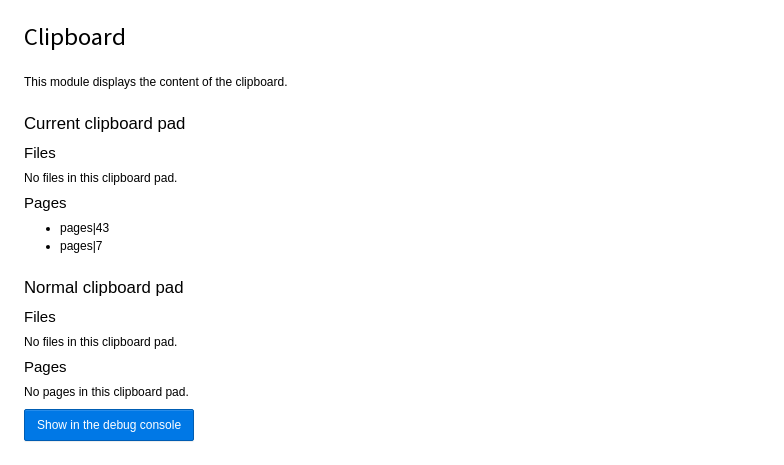 Clipboard
This module displays the content of the clipboard.
Current clipboard pad
Files
No files in this clipboard pad.
Pages
pages|43
pages|7
Normal clipboard pad
Files
No files in this clipboard pad.
Pages
No pages in this clipboard pad.
Show in the debug console